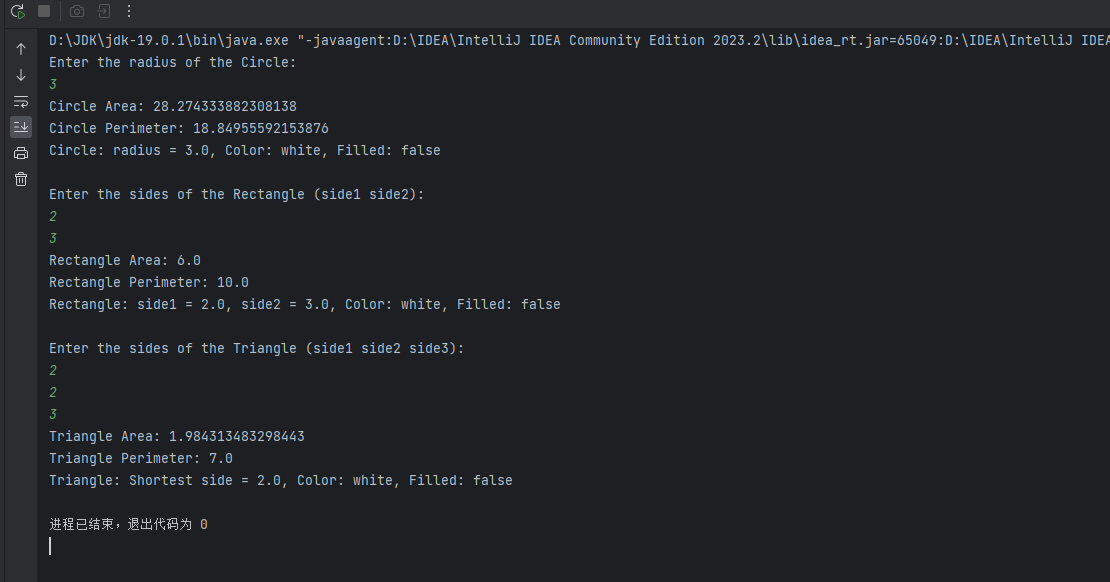 D:\JDK\jdk-19.0.1\bin\java.exe "-javaagent:D:\IDEA\IntelliJ IDEA Community Edition 2023.2\lib\idea_rt.jar=65049:D:\IDEA\IntelliJ IDEA
Enter the radius of the Circle:
3
Circle Area: 28.274333882308138
Circle Perimeter: 18.84955592153876
Circle: radius = 3.0, Color: white, Filled: false
Enter the sides of the Rectangle (side1 side2):
2
3
Rectangle Area: 6.0
Rectangle Perimeter: 10.0
Rectangle: side1 = 2.0, side2 = 3.0, Color: white, Filled: false
Enter the sides of the Triangle (side1 side2 side3):
2
2
3
Triangle Area: 1.984313483298443
Triangle Perimeter: 7.0
Triangle: Shortest side = 2.0, Color: white, Filled: false
进程已结束，退出代码为 0